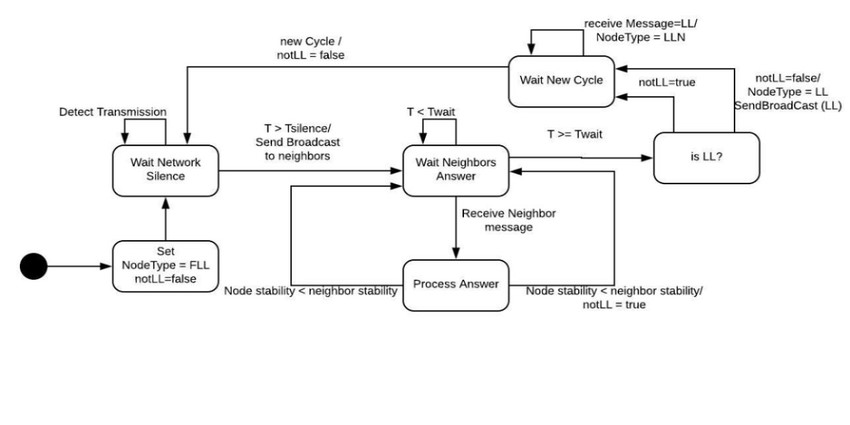 receive Message=LL/
NodeType = LLN
new Cycle /
notLL = false
Wait New Cycle
notLL=true
notLL=false/
NodeType = LL
SendBroadCast (LL)
Detect Transmission
T > Tsilence/
Send Broadcast
to neighbors
T < Twait
T >= Twait
Wait Network
Silence
Wait Neighbors
Answer
is LL?
Receive Neighbor
message
Set
NodeType = FLL
notLL=false
Process Answer
Node stability < neighbor stability
Node stability < neighbor stability/
notLL = true